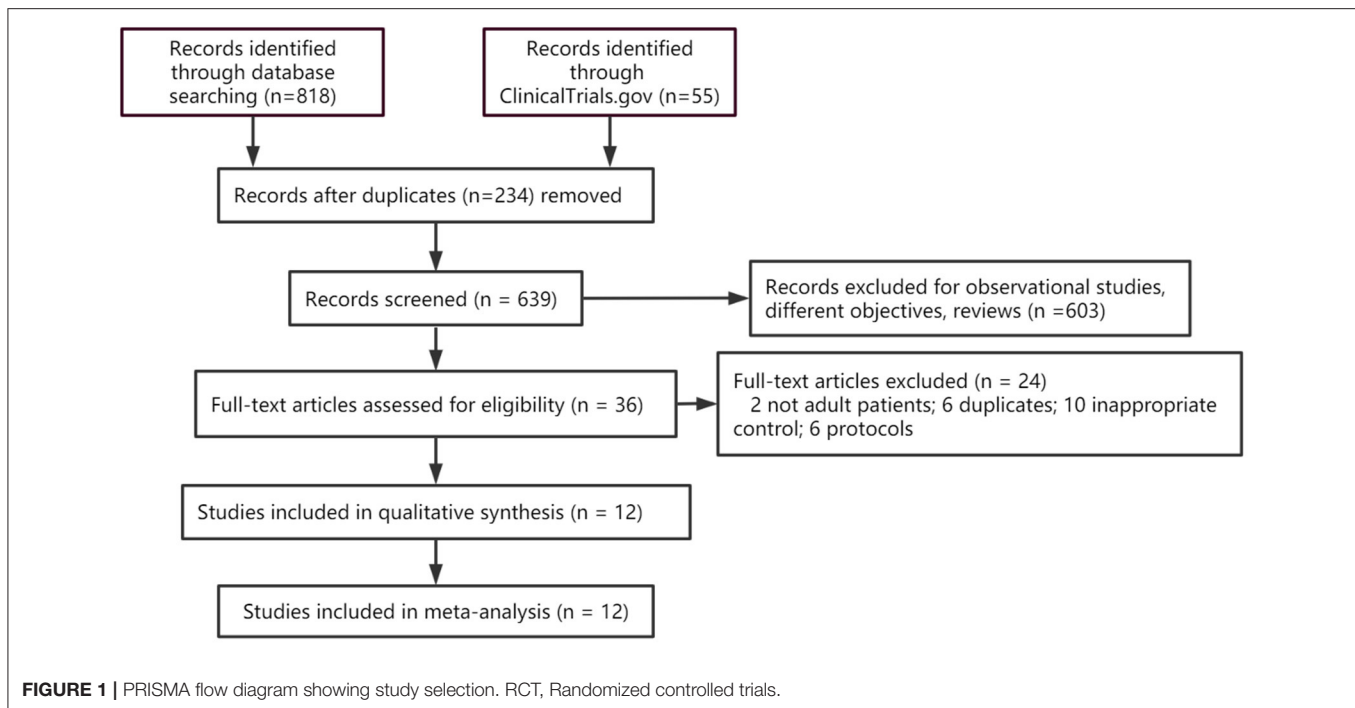 Records identified
through database
searching (n=818)
Records identified
through
ClinicalTrials.gov (n=55)
Records after duplicates (n=234) removed
Records screened (n = 639)
Records excluded for observational studies,
different objectives, reviews (n =603)
Full-text articles assessed for eligibility (n = 36)
Full-text articles excluded (n = 24)
2 not adult patients; 6 duplicates; 10 inappropriate
control; 6 protocols
Studies included in qualitative synthesis (n = 12)
Studies included in meta-analysis (n = 12)
FIGURE 1 | PRISMA flow diagram showing study selection. RCT, Randomized controlled trials.